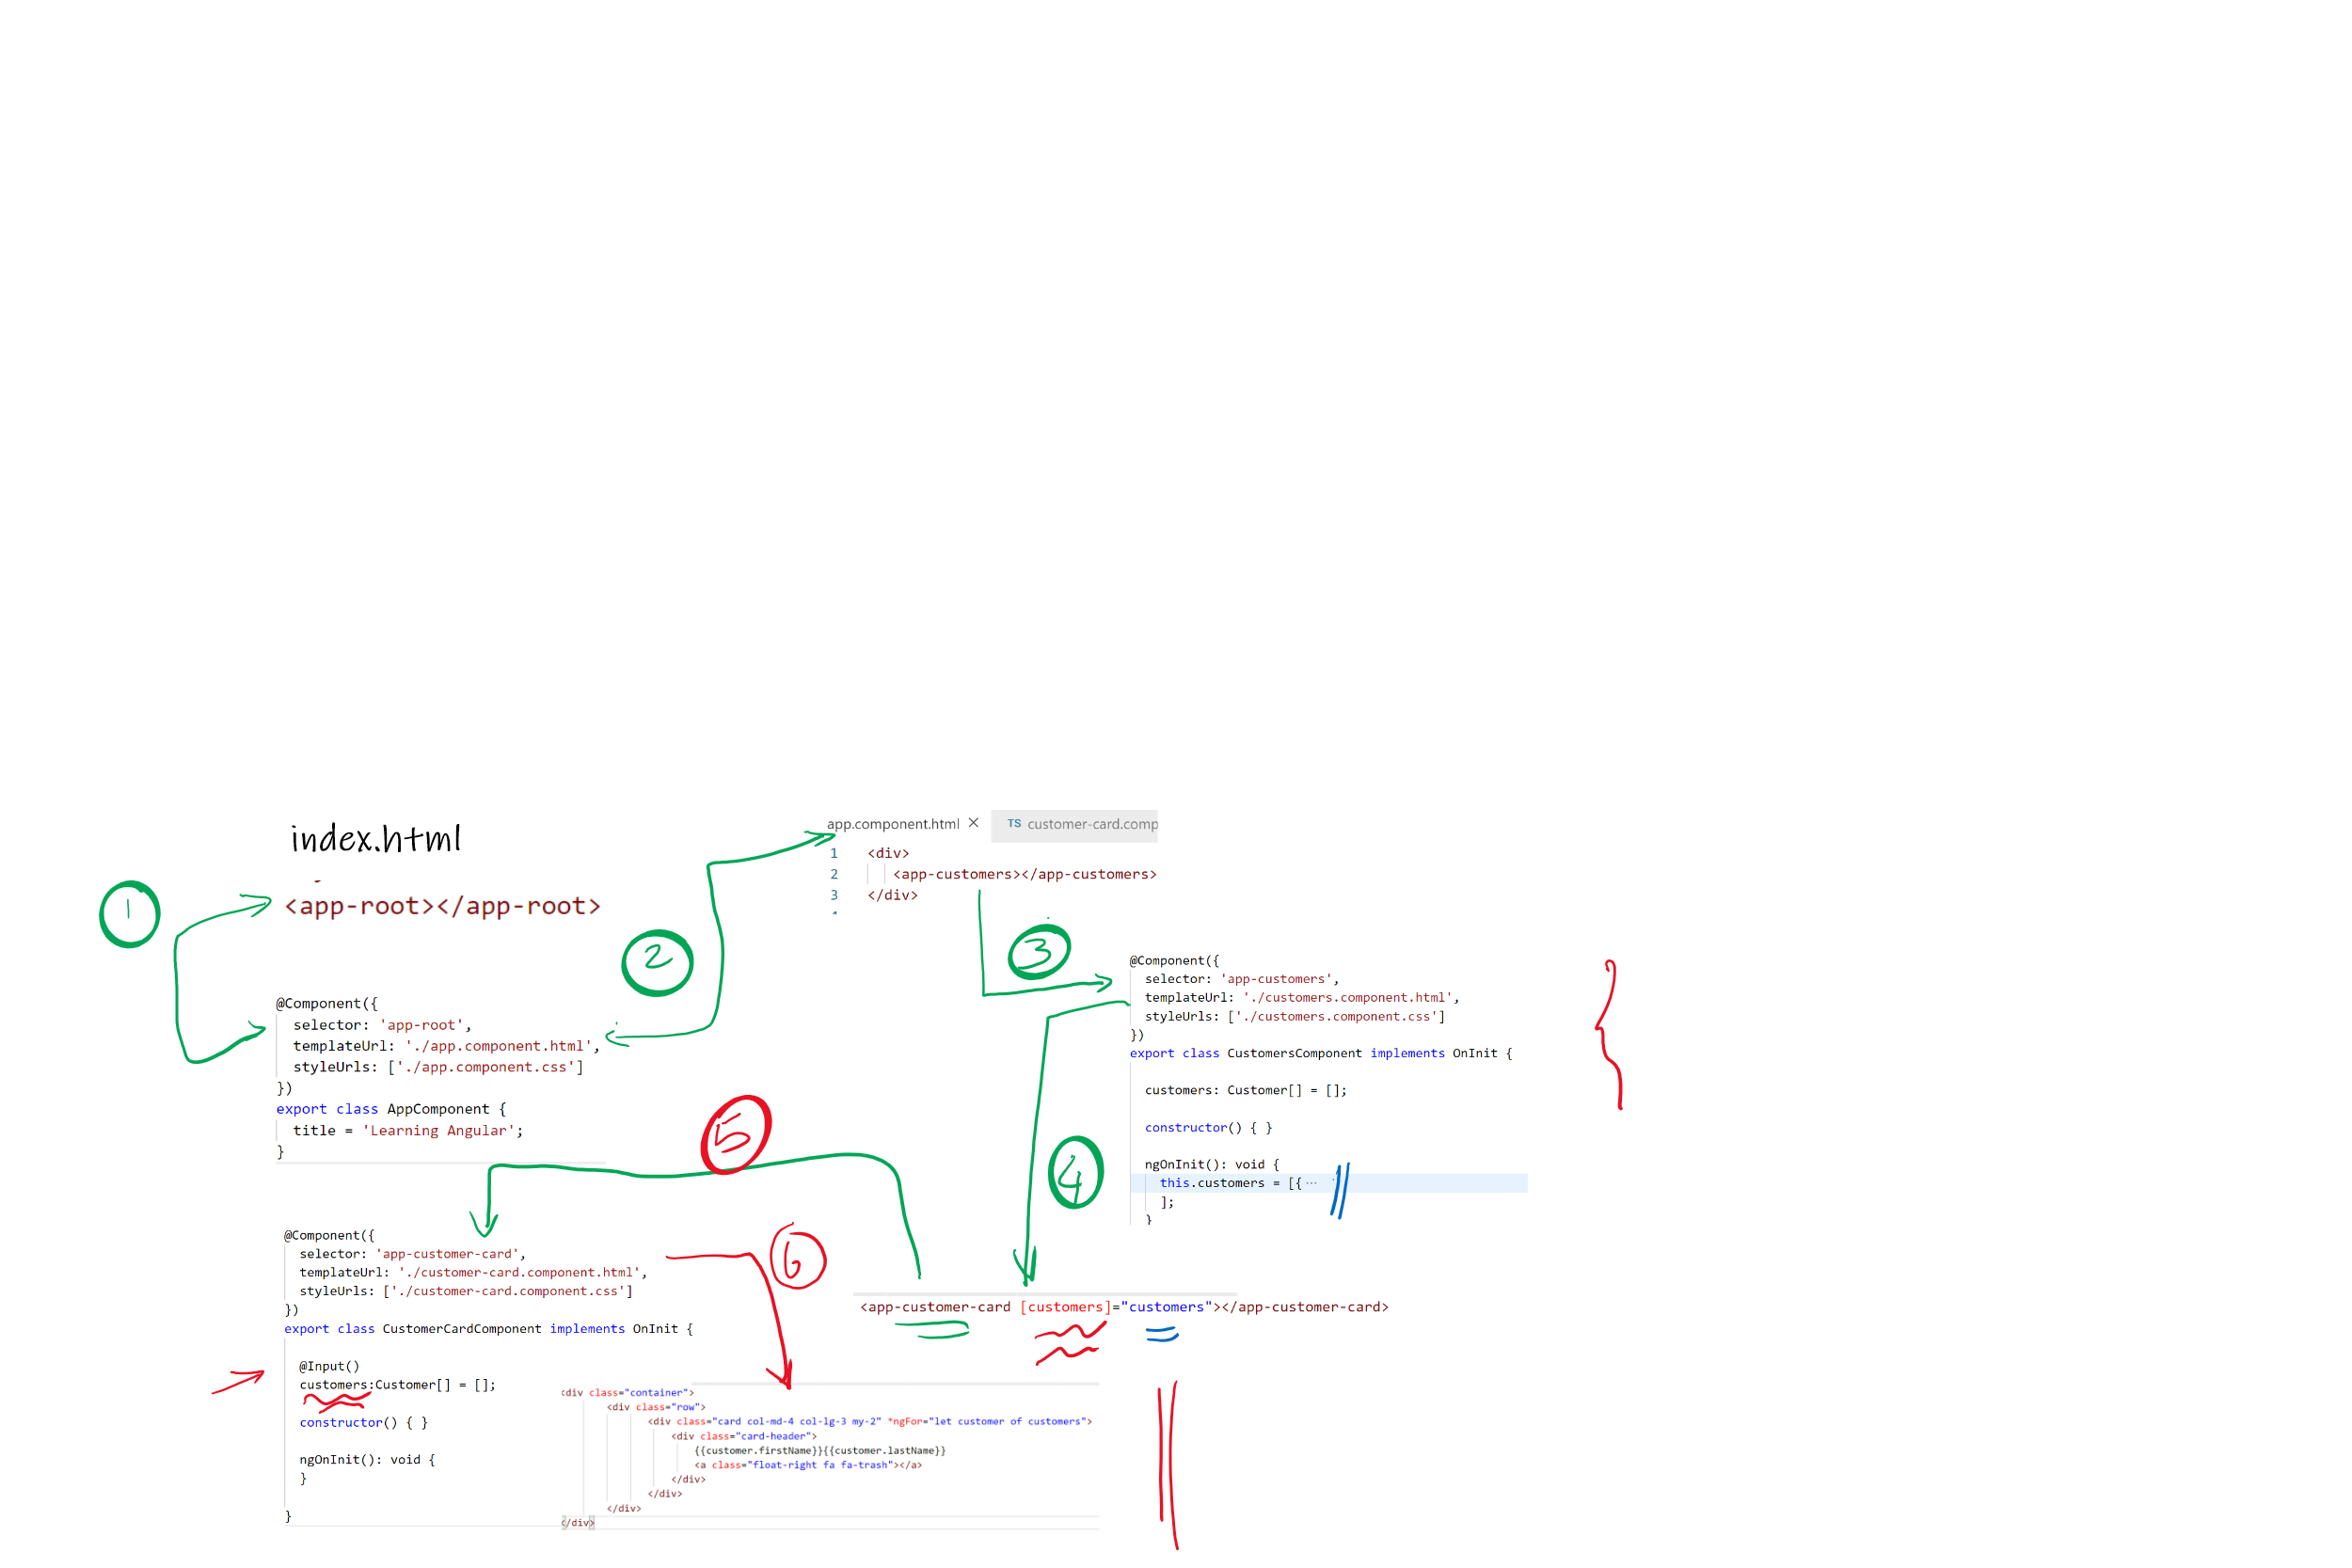 index.html
<app-root></app-root>
1
@Component({
selector: 'app-root',
templateUrl: './app.component.html',
styleUrls: ['./app.component.css']
})
export class AppComponent {
title = 'Learning Angular';
}
2
app.component.html ×
TS customer-card.comp
1 <div>
2 <app-customers></app-customers>
3 </div>
3
@Component({
selector: 'app-customers',
templateUrl: './customers.component.html',
styleUrls: ['./customers.component.css']
})
export class CustomersComponent implements OnInit {
customers: Customer[] = [];
constructor() { }
ngOnInit(): void {
this.customers = [{ ···
];
}
4
<app-customer-card [customers]="customers"></app-customer-card>
5
@Component({
selector: 'app-customer-card',
templateUrl: './customer-card.component.html',
styleUrls: ['./customer-card.component.css']
})
export class CustomerCardComponent implements OnInit {
@Input()
customers:Customer[] = [];
constructor() { }
ngOnInit(): void {
}
}
6
<div class="container">
<div class="row">
<div class="card col-md-4 col-lg-3 my-2" *ngFor="let customer of customers">
<div class="card-header">
{{customer.firstName}}{{customer.lastName}}
<a class="float-right fa fa-trash"></a>
</div>
</div>
</div>
</div>